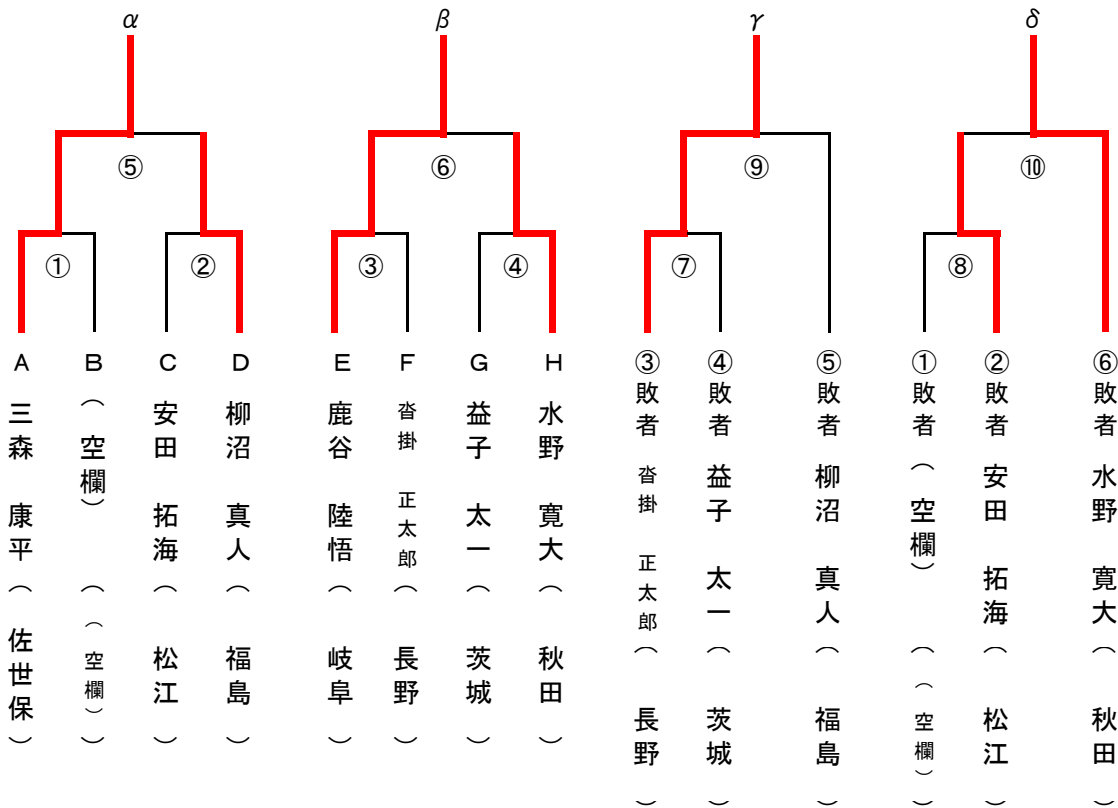 α
β
γ
δ
⑤
⑥
⑨
⑩
①
②
③
④
⑦
⑧
A 三森 康平 (佐世保)
B (空欄) ((空欄))
C 安田 拓海 (松江)
D 柳沼 真人 (福島)
E 鹿谷 陸悟 (岐阜)
F 沓掛 正太郎 (長野)
G 益子 太一 (茨城)
H 水野 寛大 (秋田)
③敗者 沓掛 正太郎 (長野)
④敗者 益子 太一 (茨城)
⑤敗者 柳沼 真人 (福島)
①敗者 (空欄) ((空欄))
②敗者 安田 拓海 (松江)
⑥敗者 水野 寛大 (秋田)